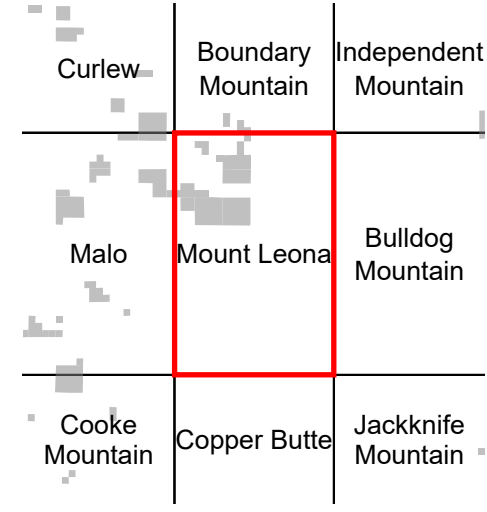 Curlew
Boundary
Mountain
Independent
Mountain
Malo
Mount Leona
Bulldog
Mountain
Cooke
Mountain
Copper Butte
Jackknife
Mountain